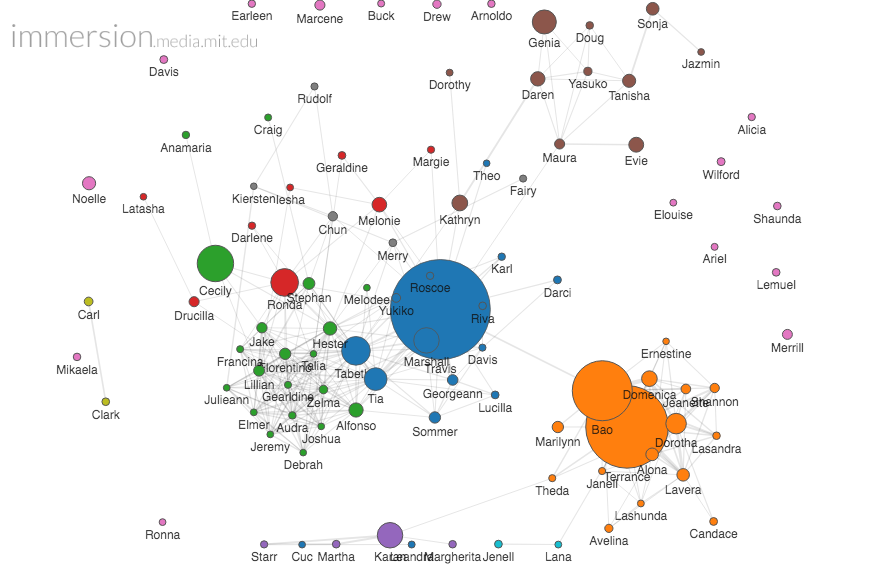 Earleen
Marcene
Buck
Drew
Arnoldo
Sonja
immersion.media.mit.edu
Genia
Doug
Jazmin
Davis
Dorothy
Daren
Yasuko
Tanisha
Rudolf
Craig
Alicia
Anamaria
Geraldine
Margie
Theo
Maura
Evie
Wilford
Noelle
Latasha
Kiersten
Iesha
Melonie
Kathryn
Fairy
Elouise
Shaunda
Darlene
Chun
Merry
Ariel
Karl
Cecily
Ronda
Stephan
Melodee
Roscoe
Darci
Lemuel
Carl
Drucilla
Yukiko
Riva
Jake
Hester
Merrill
Mikaela
Francina
Florentino
Talia
Tabetha
Marshall
Travis
Davis
Ernestine
Lillian
Julieann
Gearldine
Zelma
Tia
Georgeann
Lucilla
Domenica
Jeanette
Shannon
Clark
Elmer
Audra
Joshua
Alfonso
Sommer
Marilynn
Bao
Dorotha
Lasandra
Jeremy
Debrah
Theda
Janell
Terrance
Alona
Lavera
Ronna
Lashunda
Avelina
Candace
Starr
Cuc
Martha
Karan
Leandra
Margherita
Jenell
Lana